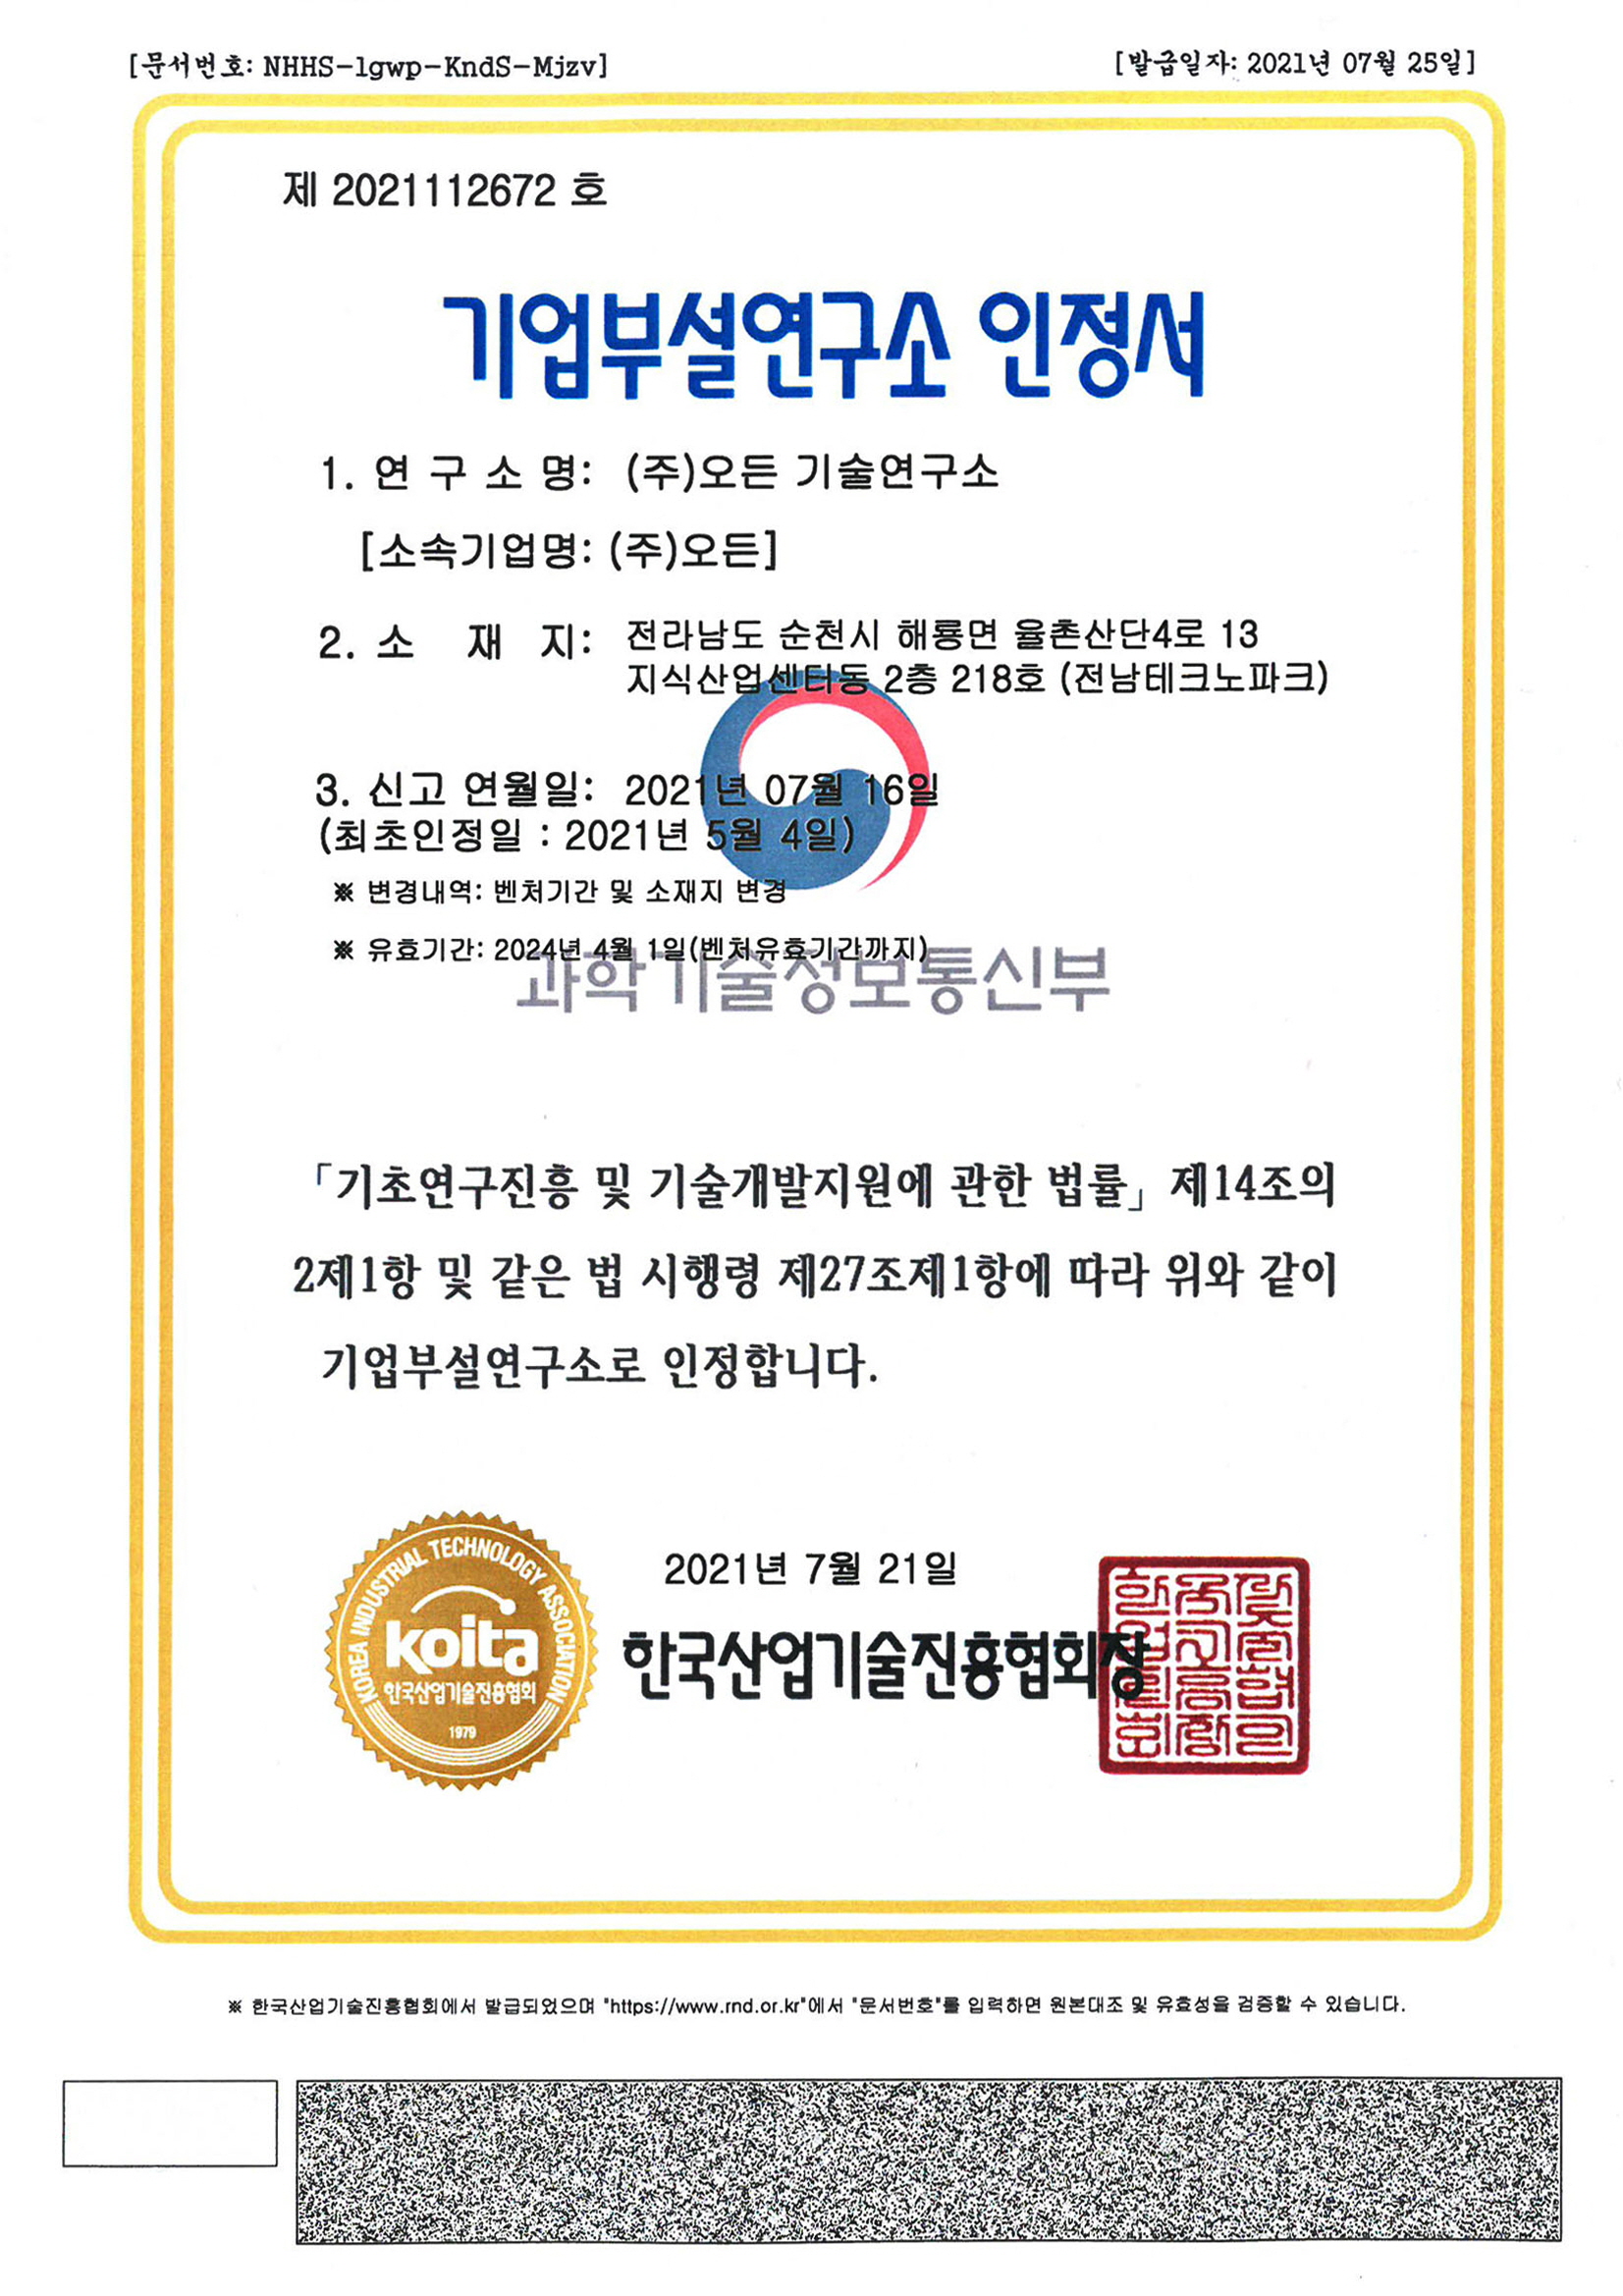 [문서번호: NHHS-lgwp-KndS-Mjzv]
[발급일자: 2021년 07월 25일]
제 2021112672 호
기업부설연구소 인정서
1. 연 구 소 명: (주)오든 기술연구소
[소속기업명: (주)오든]
2. 소 재 지: 전라남도 순천시 해룡면 율촌산단4로 13
지식산업센터동 2층 218호 (전남테크노파크)
3. 신고 연월일: 2021년 07월 16일
(최초인정일 : 2021년 5월 4일)
※ 변경내역: 벤처기간 및 소재지 변경
※ 유효기간: 2024년 4월 1일(벤처유효기간까지)
과학기술정보통신부
「기초연구진흥 및 기술개발지원에 관한 법률」 제14조의
2제1항 및 같은 법 시행령 제27조제1항에 따라 위와 같이
기업부설연구소로 인정합니다.
2021년 7월 21일
한국산업기술진흥협회장
KOREA INDUSTRIAL TECHNOLOGY ASSOCIATION
koita
한국산업기술진흥협회
1979
※ 한국산업기술진흥협회에서 발급되었으며 "https://www.rnd.or.kr"에서 "문서번호"를 입력하면 원본대조 및 유효성을 검증할 수 있습니다.